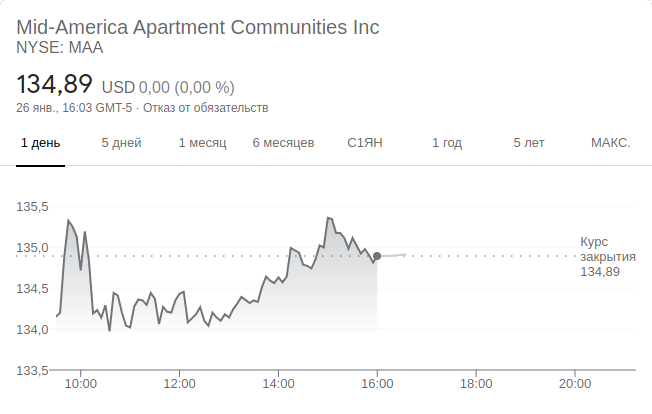 Mid-America Apartment Communities Inc
NYSE: MAA
134,89 USD 0,00 (0,00 %)
26 янв., 16:03 GMT-5 · Отказ от обязательств
1 день 5 дней 1 месяц 6 месяцев С1ЯН 1 год 5 лет МАКС.
135,5
135,0
134,5
134,0
133,5
Курс
закрытия
134,89
10:00 12:00 14:00 16:00 18:00 20:00